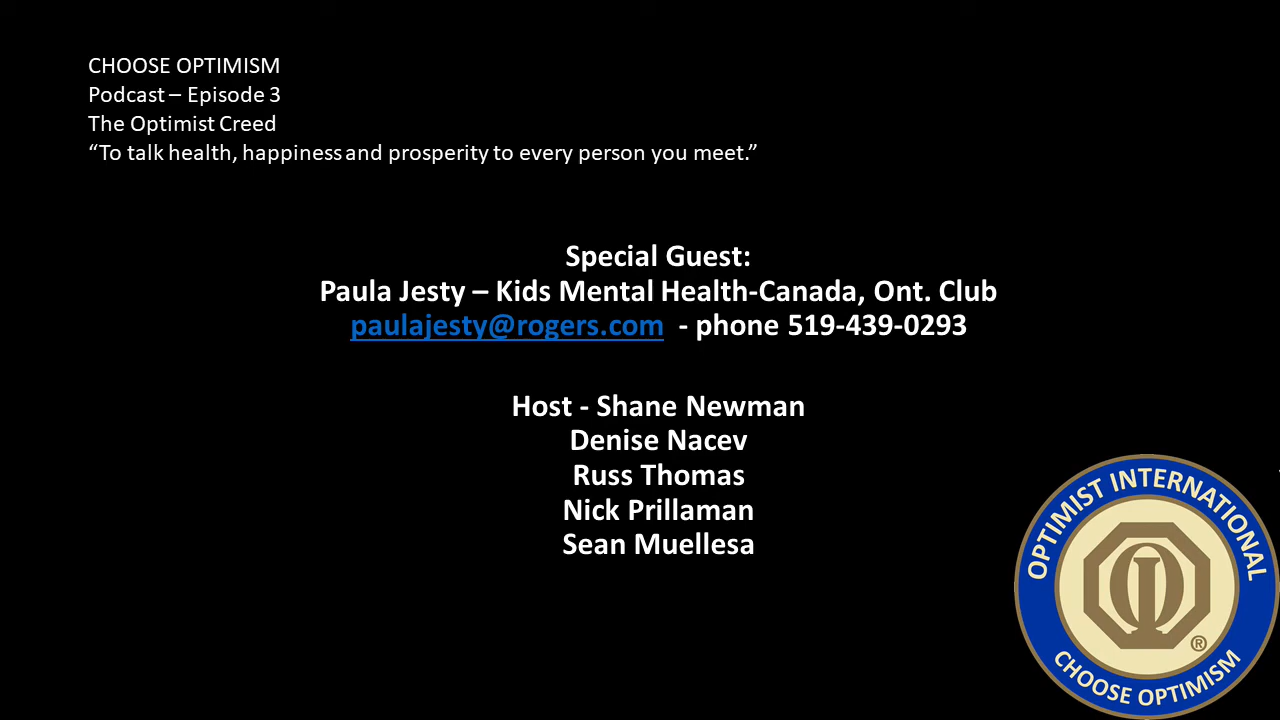 CHOOSE OPTIMISM
Podcast – Episode 3
The Optimist Creed
“To talk health, happiness and prosperity to every person you meet.”
Special Guest:
Paula Jesty – Kids Mental Health-Canada, Ont. Club
paulajesty@rogers.com - phone 519-439-0293
Host - Shane Newman
Denise Nacev
Russ Thomas
Nick Prillaman
Sean Muellesa
OPTIMIST INTERNATIONAL
®
CHOOSE OPTIMISM